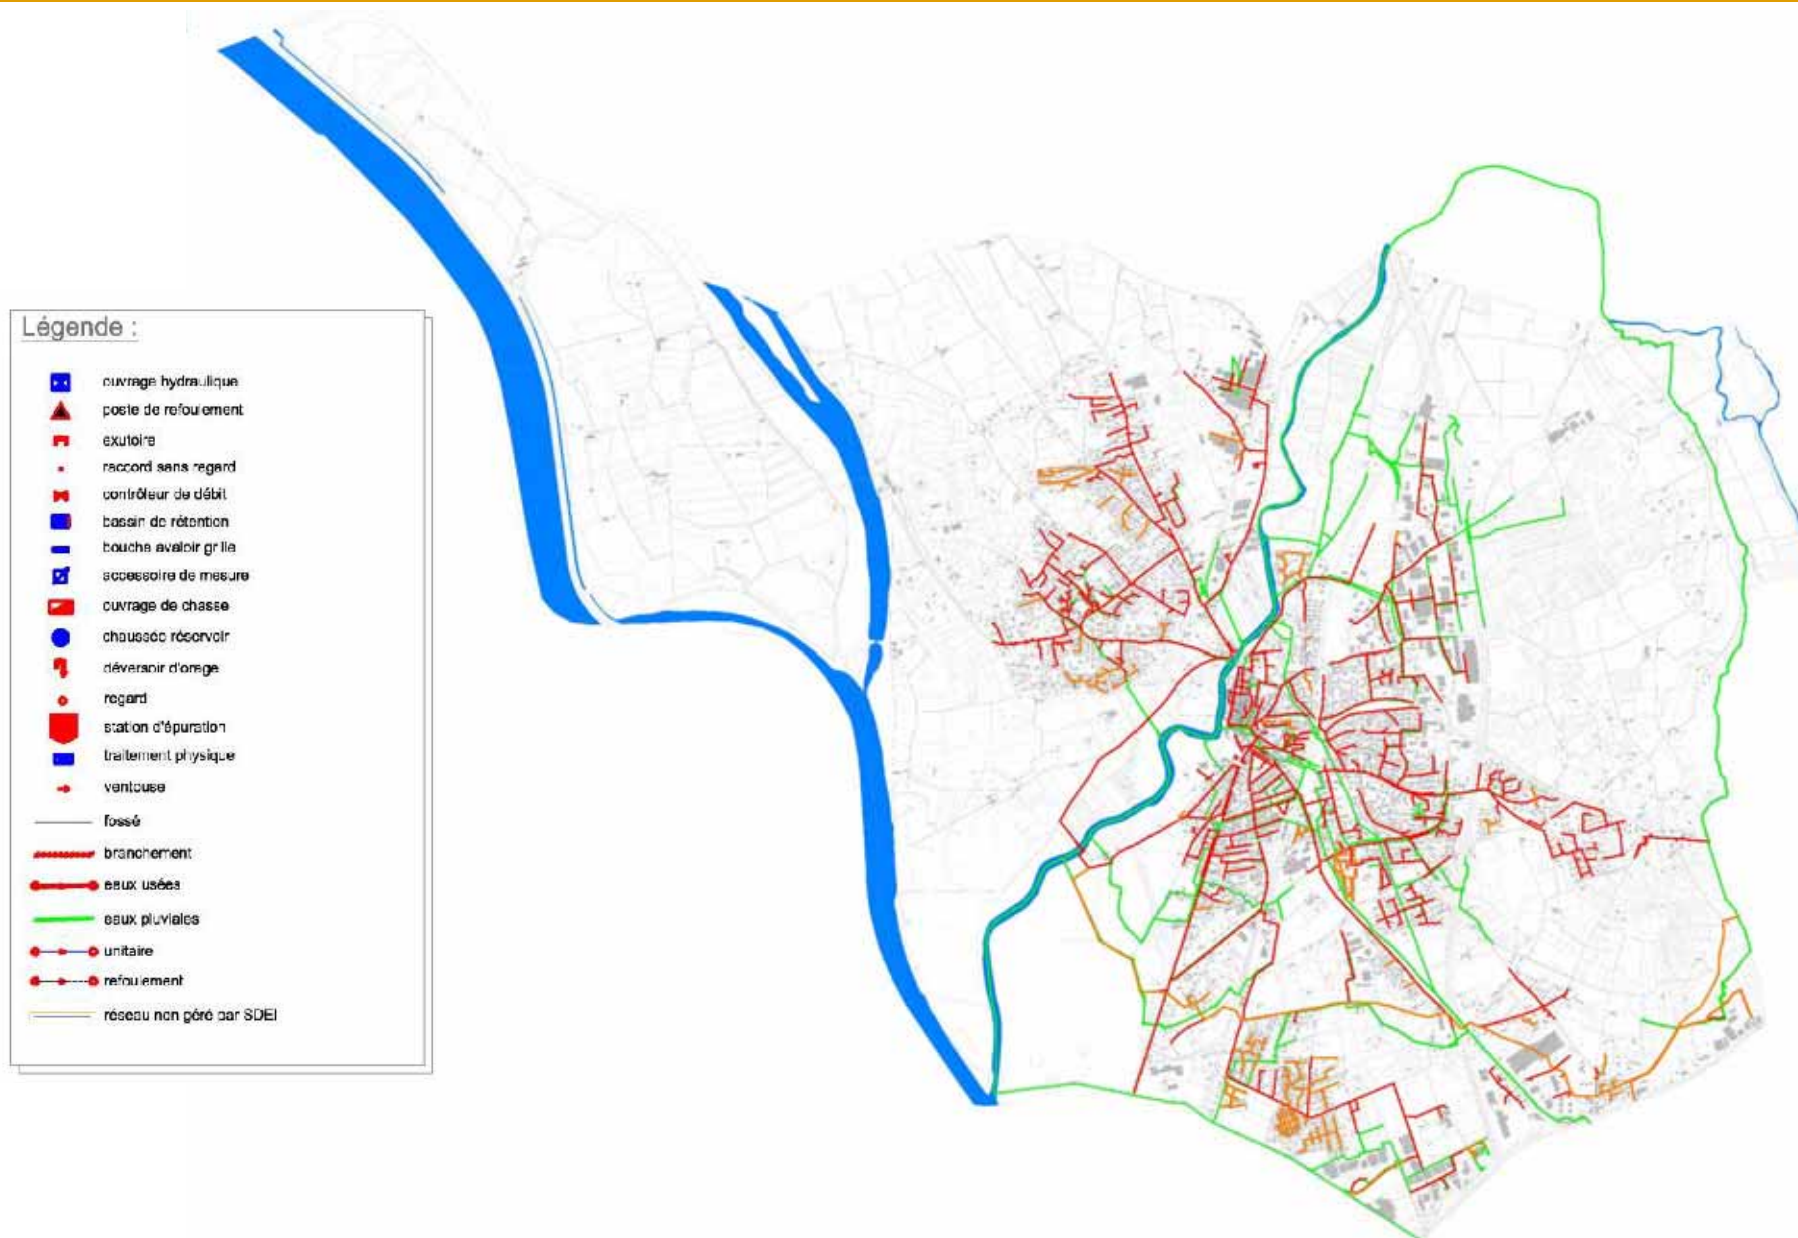 Légende :
ouvrage hydraulique
poste de refoulement
exutoire
raccord sans regard
contrôleur de débit
bassin de rétention
bouche avaloir grille
accessoire de mesure
ouvrage de chasse
chaussée réservoir
déversoir d'orage
regard
station d'épuration
traitement physique
ventouse
fossé
branchement
eaux usées
eaux pluviales
unitaire
refoulement
réseau non géré par SDEI